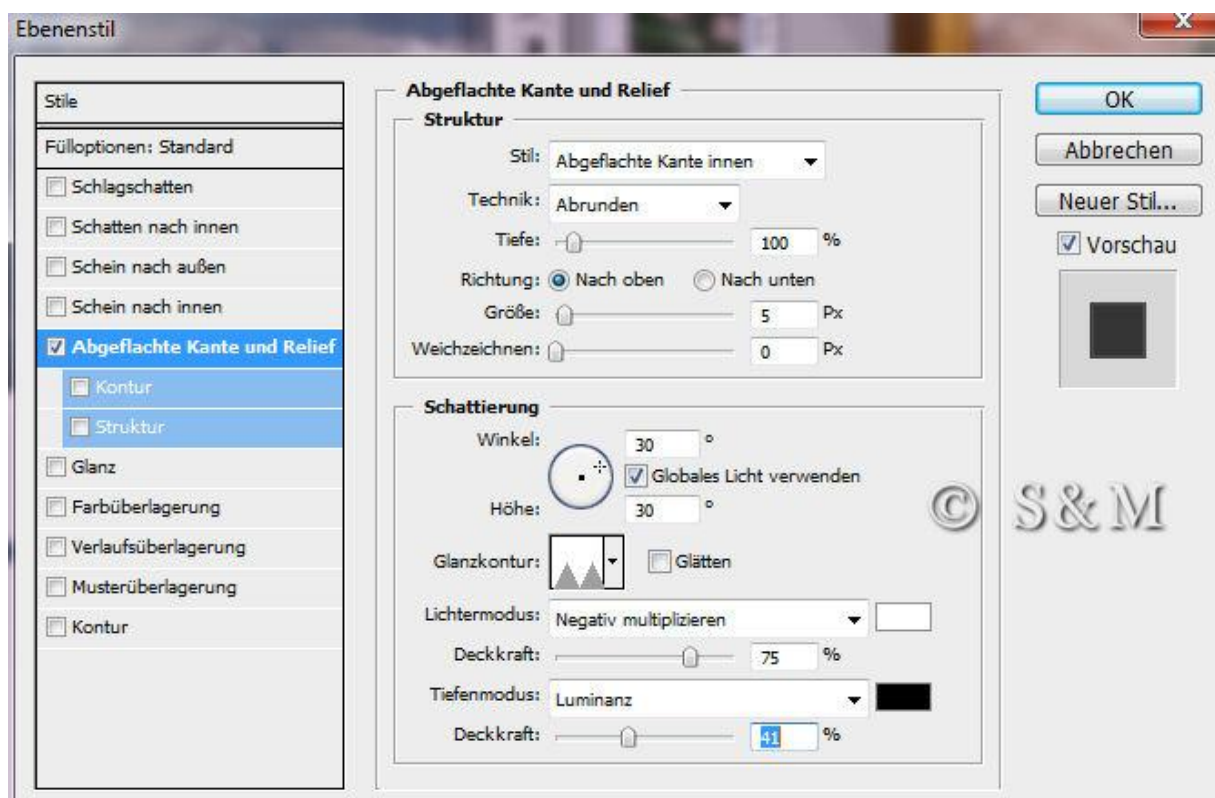 Ebenenstil
X
Stile
Fülloptionen: Standard
Schlagschatten
Schatten nach innen
Schein nach außen
Schein nach innen
Abgeflachte Kante und Relief
Kontur
Struktur
Glanz
Farbüberlagerung
Verlaufsüberlagerung
Musterüberlagerung
Kontur
Abgeflachte Kante und Relief
Struktur
Stil: Abgeflachte Kante innen
Technik: Abrunden
Tiefe: 100 %
Richtung: Nach oben Nach unten
Größe: 5 Px
Weichzeichnen: 0 Px
Schattierung
Winkel: 30 °
Globales Licht verwenden
Höhe: 30 °
Glanzkontur: Glätten
Lichtermodus: Negativ multiplizieren
Deckkraft: 75 %
Tiefenmodus: Luminanz
Deckkraft: 41 %
OK
Abbrechen
Neuer Stil...
Vorschau
© S & M